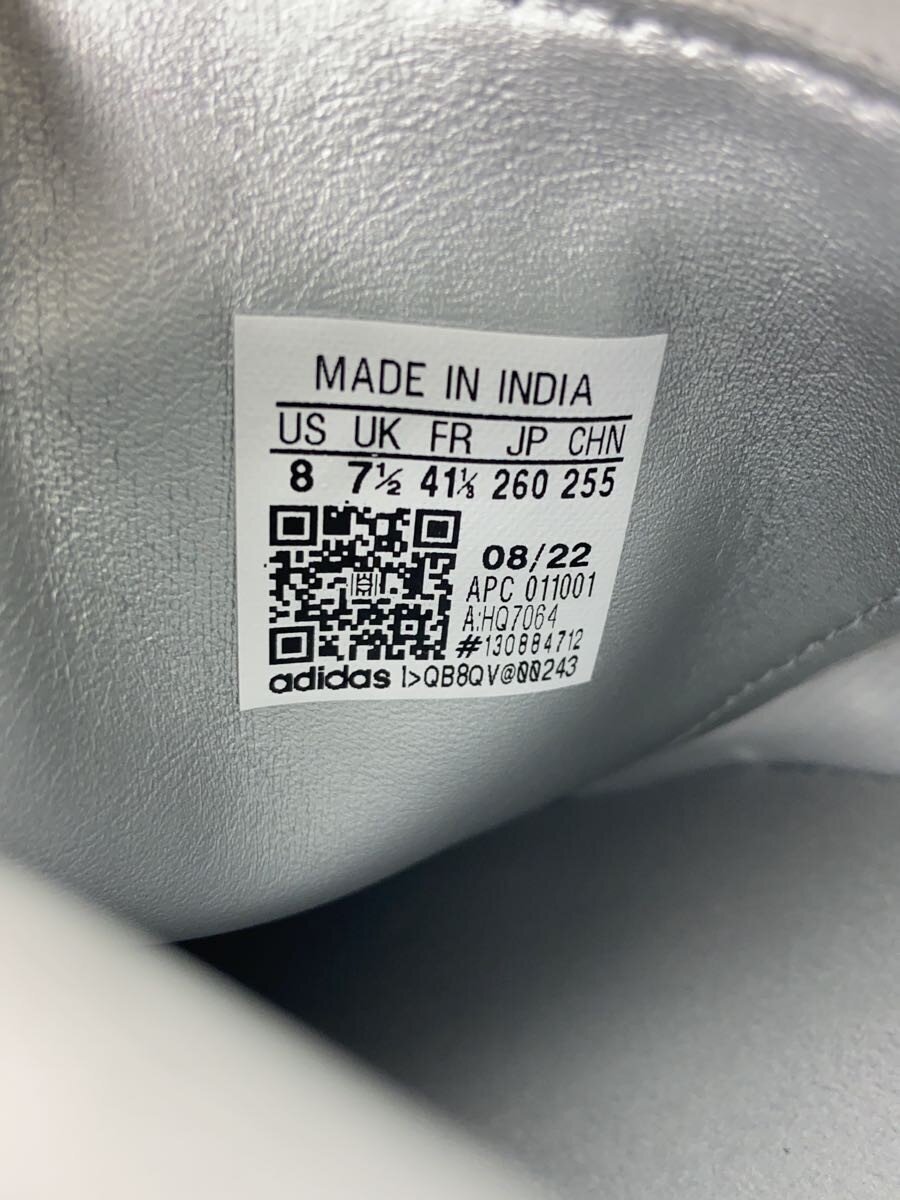 MADE IN INDIA
US UK FR JP CHN
8 7½ 41⅓ 260 255
08/22
APC 011001
A:HQ7064
#130884712
adidas I>QB8QV@00243